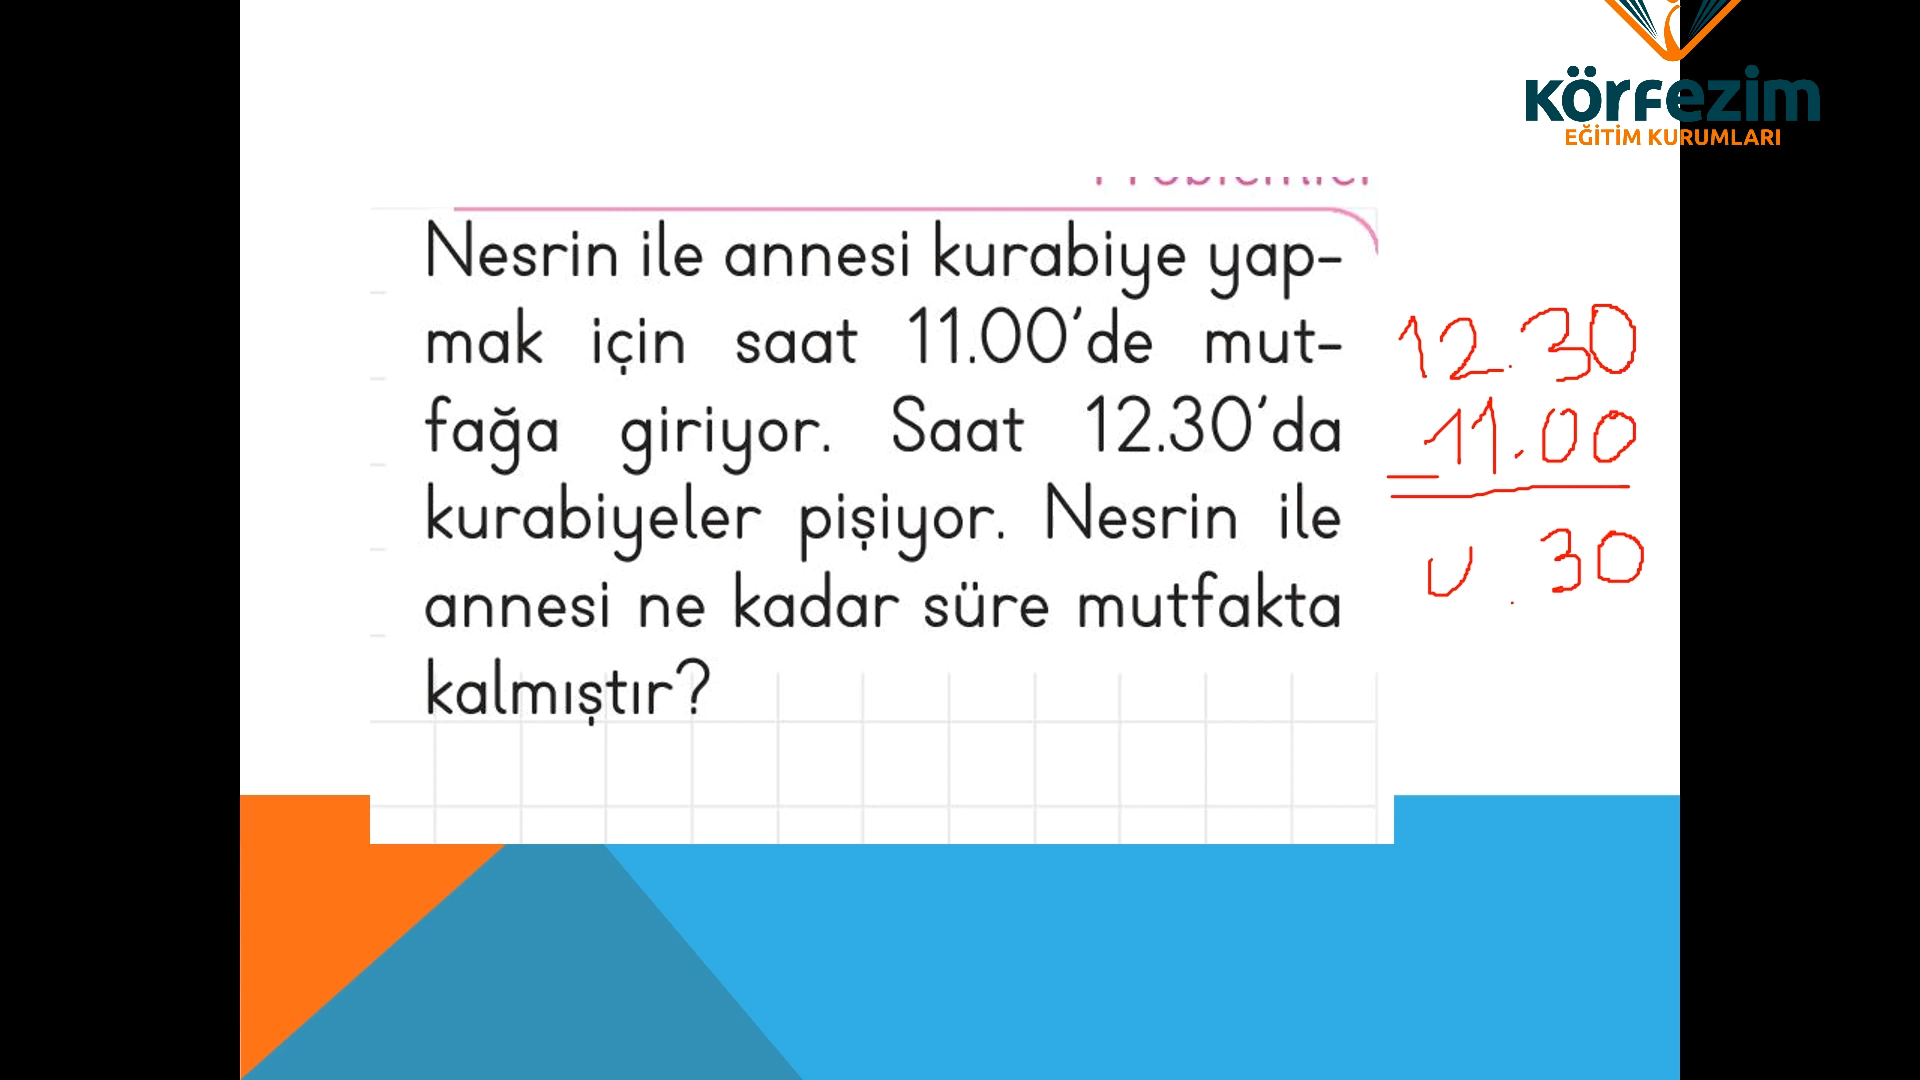 körfezim
EĞİTİM KURUMLARI
Nesrin ile annesi kurabiye yap-
mak için saat 11.00'de mut-
fağa giriyor. Saat 12.30'da
kurabiyeler pişiyor. Nesrin ile
annesi ne kadar süre mutfakta
kalmıştır?
12.30
11.00
30